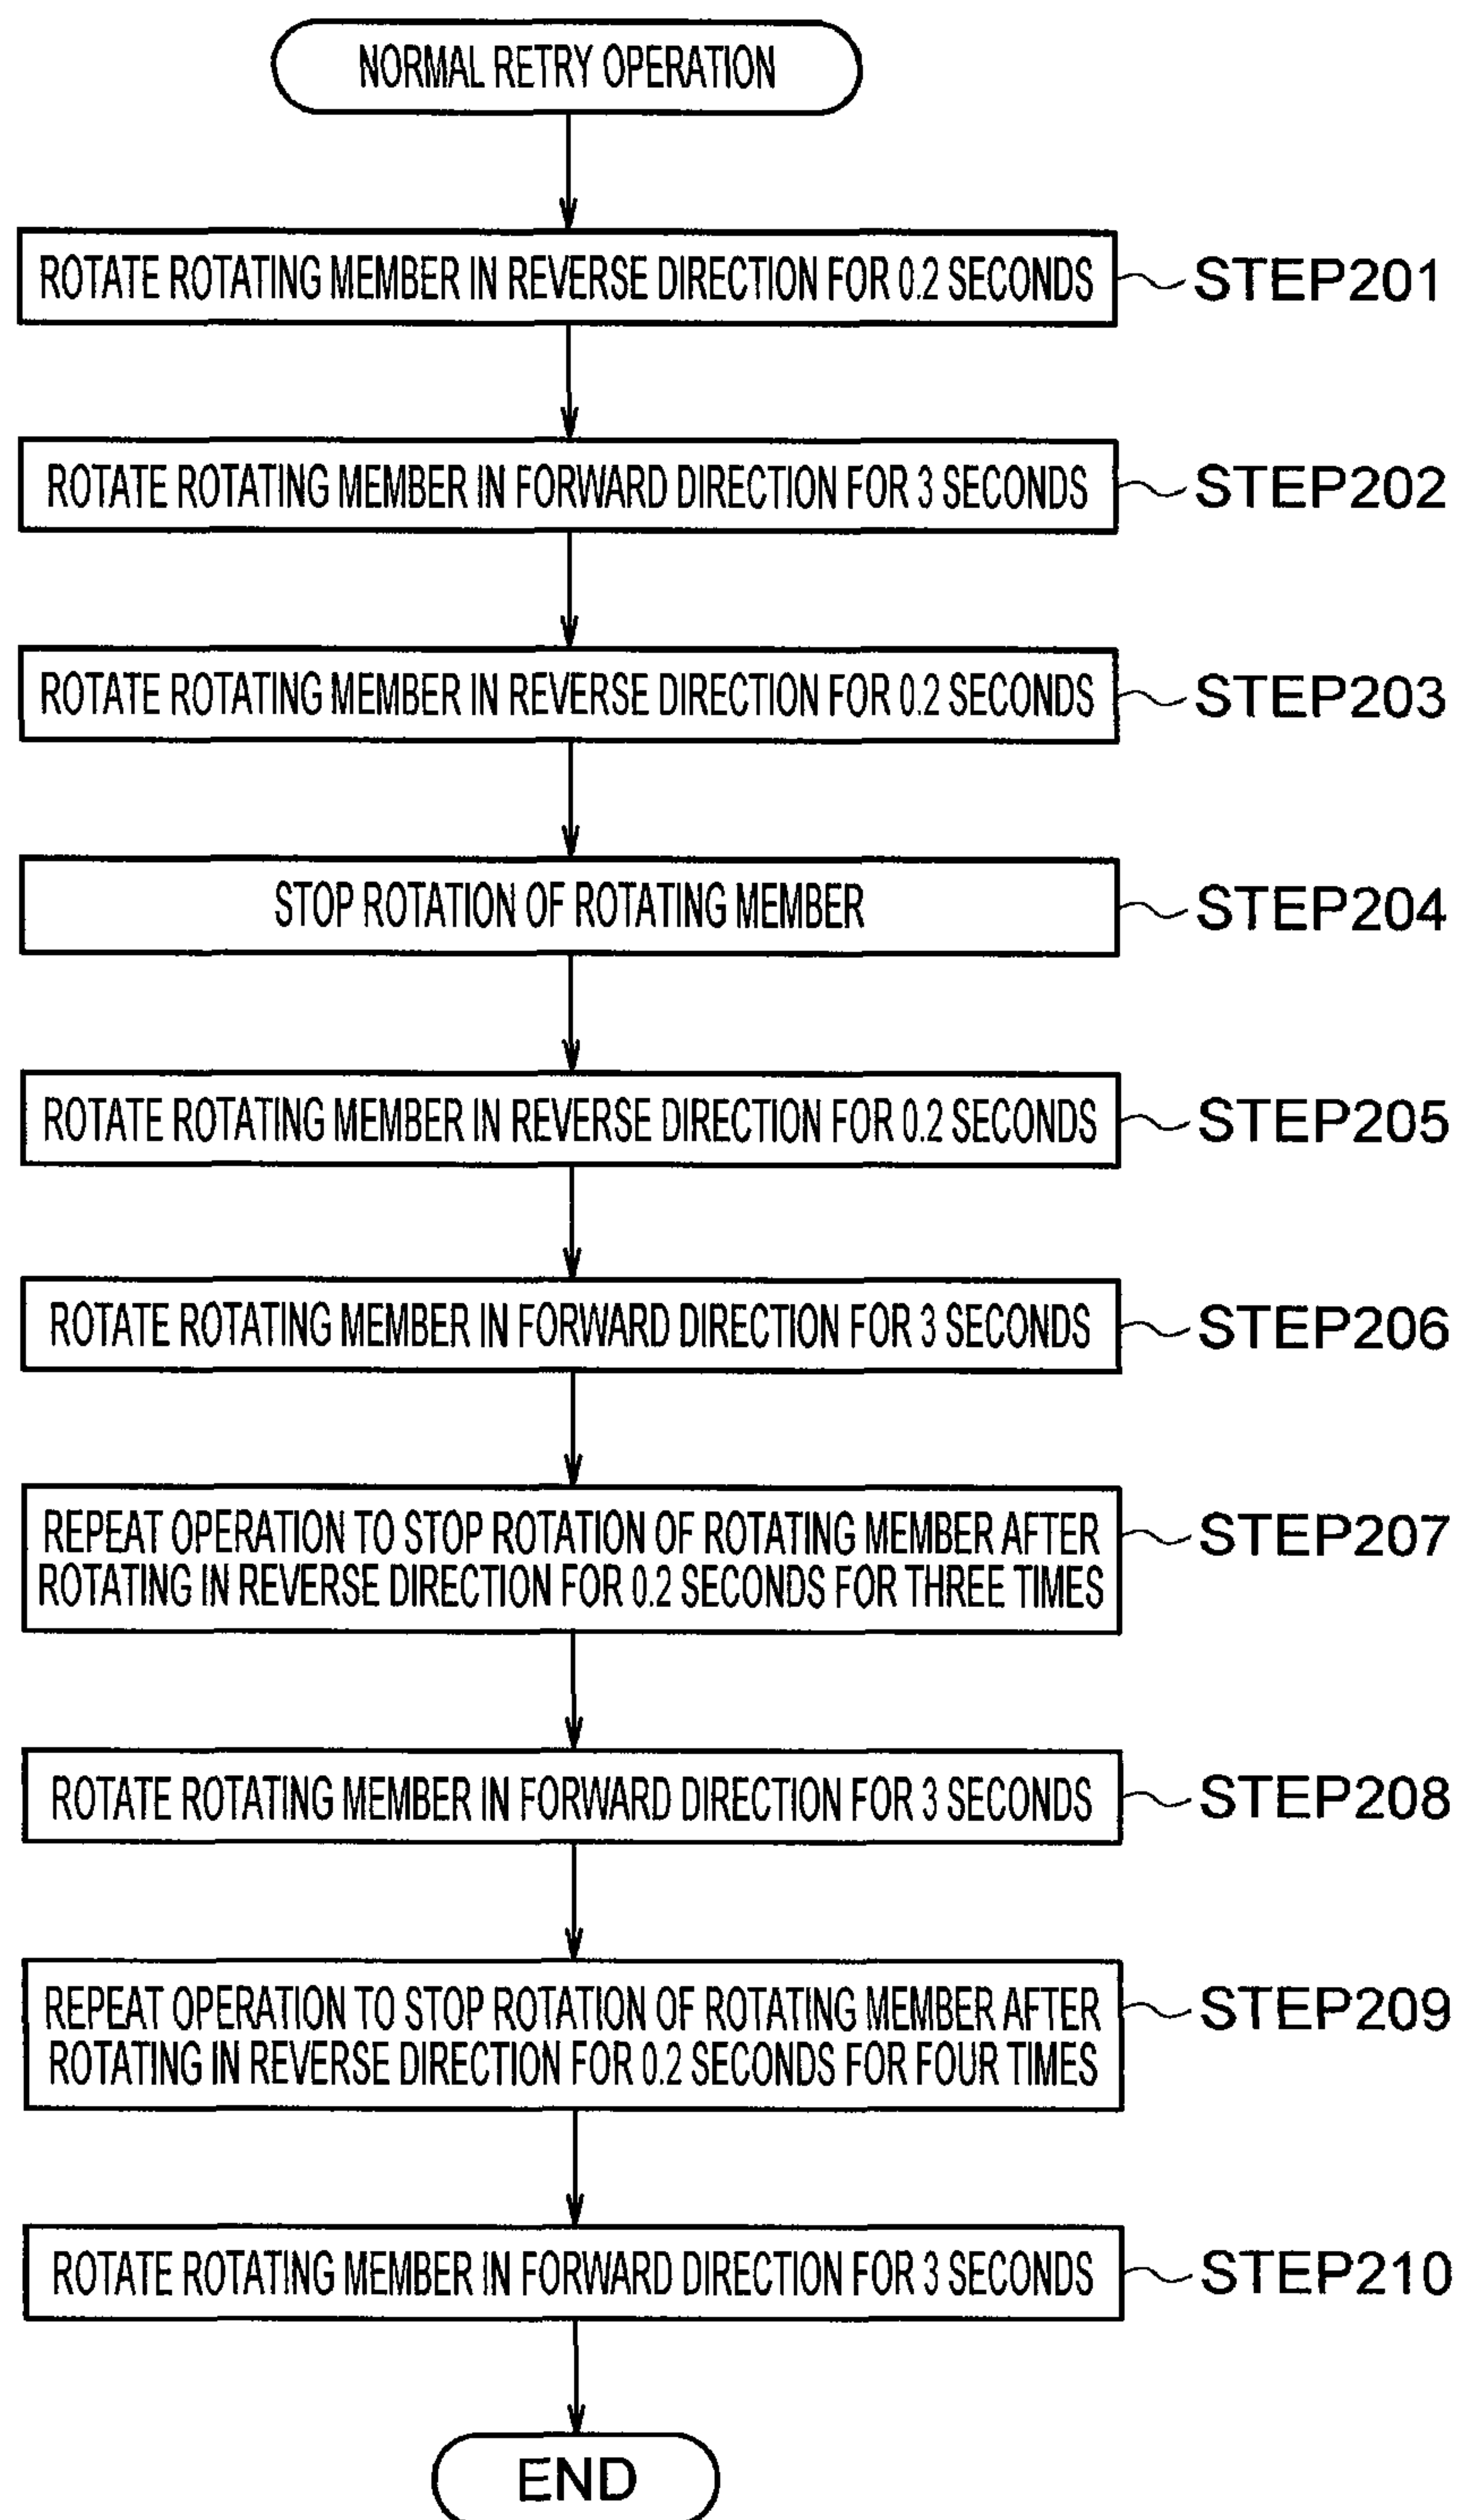 NORMAL RETRY OPERATION
ROTATE ROTATING MEMBER IN REVERSE DIRECTION FOR 0.2 SECONDS
STEP201
ROTATE ROTATING MEMBER IN FORWARD DIRECTION FOR 3 SECONDS
STEP202
ROTATE ROTATING MEMBER IN REVERSE DIRECTION FOR 0.2 SECONDS
STEP203
STOP ROTATION OF ROTATING MEMBER
STEP204
ROTATE ROTATING MEMBER IN REVERSE DIRECTION FOR 0.2 SECONDS
STEP205
ROTATE ROTATING MEMBER IN FORWARD DIRECTION FOR 3 SECONDS
STEP206
REPEAT OPERATION TO STOP ROTATION OF ROTATING MEMBER AFTER
ROTATING IN REVERSE DIRECTION FOR 0.2 SECONDS FOR THREE TIMES
STEP207
ROTATE ROTATING MEMBER IN FORWARD DIRECTION FOR 3 SECONDS
STEP208
REPEAT OPERATION TO STOP ROTATION OF ROTATING MEMBER AFTER
ROTATING IN REVERSE DIRECTION FOR 0.2 SECONDS FOR FOUR TIMES
STEP209
ROTATE ROTATING MEMBER IN FORWARD DIRECTION FOR 3 SECONDS
STEP210
END